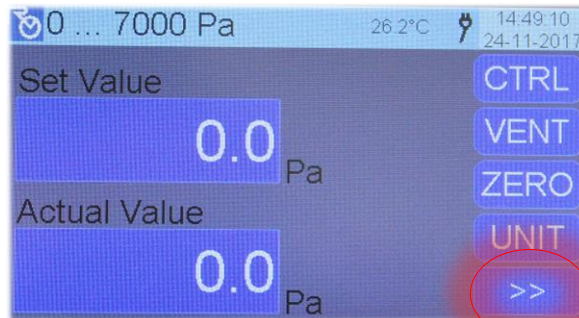 0 ... 7000 Pa 26.2°C 14:49:10
24-11-2017
Set Value
CTRL
0.0 Pa
VENT
ZERO
Actual Value
UNIT
0.0 Pa
>>